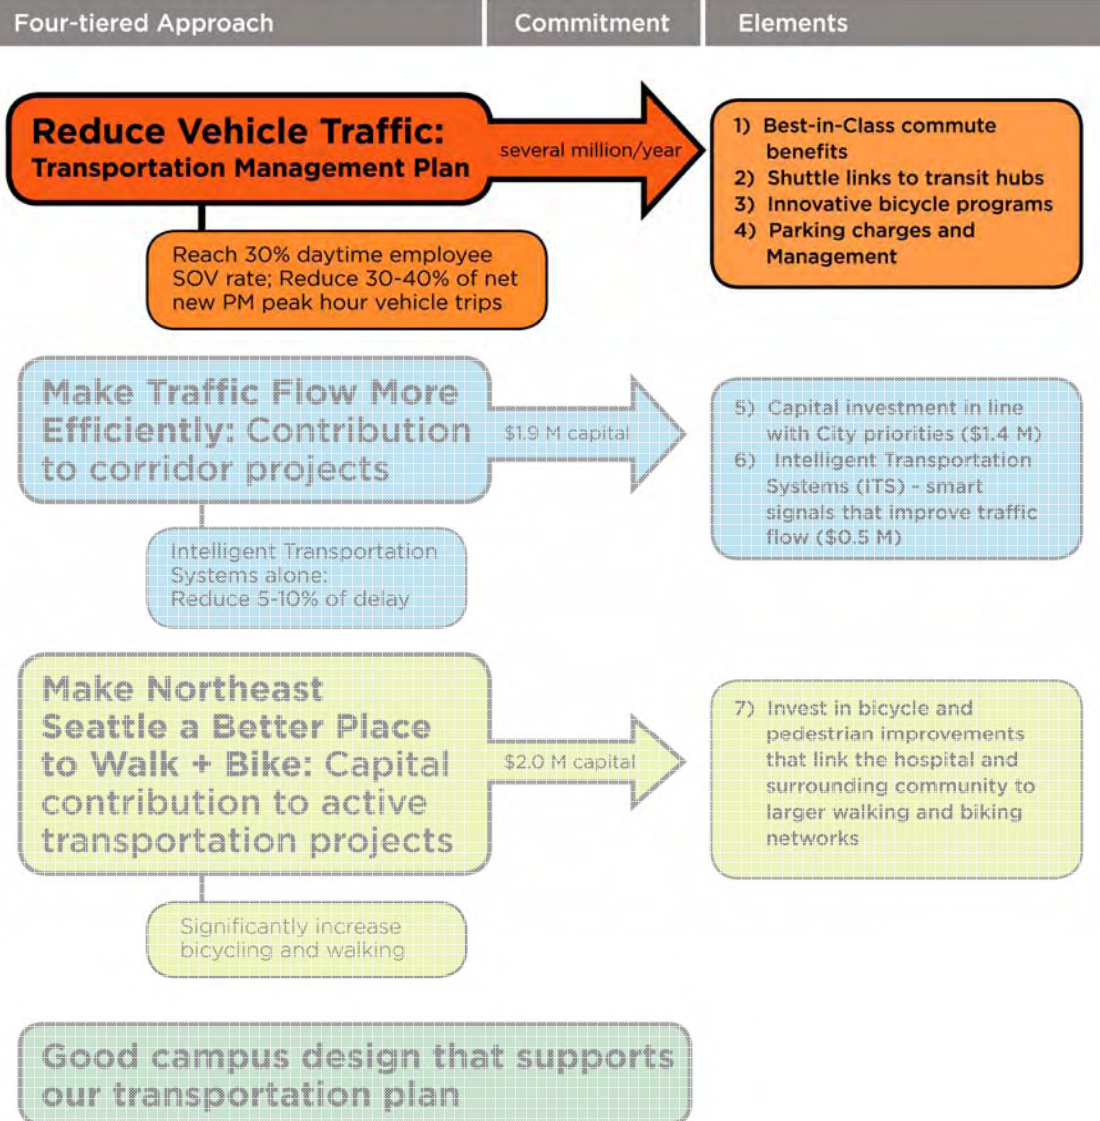 Four-tiered Approach
Commitment
Elements
Reduce Vehicle Traffic:
Transportation Management Plan
several million/year
1) Best-in-Class commute
benefits
2) Shuttle links to transit hubs
3) Innovative bicycle programs
4) Parking charges and
Management
Reach 30% daytime employee
SOV rate; Reduce 30-40% of net
new PM peak hour vehicle trips
Make Traffic Flow More
Efficiently: Contribution
to corridor projects
$1.9 M capital
5) Capital investment in line
with City priorities ($1.4 M)
6) Intelligent Transportation
Systems (ITS) - smart
signals that improve traffic
flow ($0.5 M)
Intelligent Transportation
Systems alone:
Reduce 5-10% of delay
Make Northeast
Seattle a Better Place
to Walk + Bike: Capital
contribution to active
transportation projects
$2.0 M capital
7) Invest in bicycle and
pedestrian improvements
that link the hospital and
surrounding community to
larger walking and biking
networks
Significantly increase
bicycling and walking
Good campus design that supports
our transportation plan